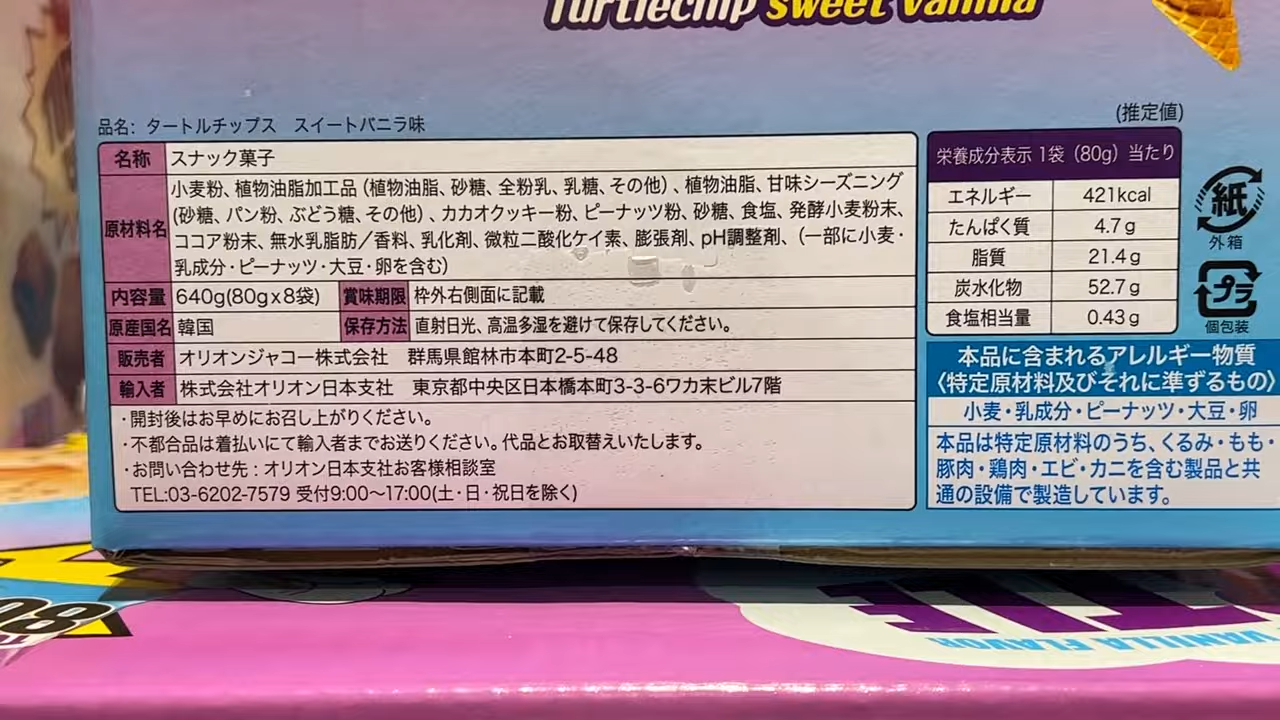 Turtlechip sweet vanilla
品名：タートルチップス　スイートバニラ味
名称 スナック菓子
原材料名 小麦粉、植物油脂加工品（植物油脂、砂糖、全粉乳、乳糖、その他）、植物油脂、甘味シーズニング
（砂糖、パン粉、ぶどう糖、その他）、カカオクッキー粉、ピーナッツ粉、砂糖、食塩、発酵小麦粉末、
ココア粉末、無水乳脂肪／香料、乳化剤、微粒二酸化ケイ素、膨張剤、pH調整剤、（一部に小麦・
乳成分・ピーナッツ・大豆・卵を含む）
内容量 640g(80gx8袋) 賞味期限 枠外右側面に記載
原産国名 韓国 保存方法 直射日光、高温多湿を避けて保存してください。
販売者 オリオンジャコー株式会社　群馬県館林市本町2-5-48
輸入者 株式会社オリオン日本支社　東京都中央区日本橋本町3-3-6ワカ末ビル7階
・開封後はお早めにお召し上がりください。
・不都合品は着払いにて輸入者までお送りください。代品とお取替えいたします。
・お問い合わせ先：オリオン日本支社お客様相談室
TEL:03-6202-7579 受付9:00～17:00(土・日・祝日を除く)
(推定値)
栄養成分表示 1袋（80g）当たり
エネルギー 421kcal
たんぱく質 4.7g
脂質 21.4g
炭水化物 52.7g
食塩相当量 0.43g
紙
外箱
プラ
個包装
本品に含まれるアレルギー物質
〈特定原材料及びそれに準ずるもの〉
小麦・乳成分・ピーナッツ・大豆・卵
本品は特定原材料のうち、くるみ・もも・
豚肉・鶏肉・エビ・カニを含む製品と共
通の設備で製造しています。
80
VANILLA FLAVOR